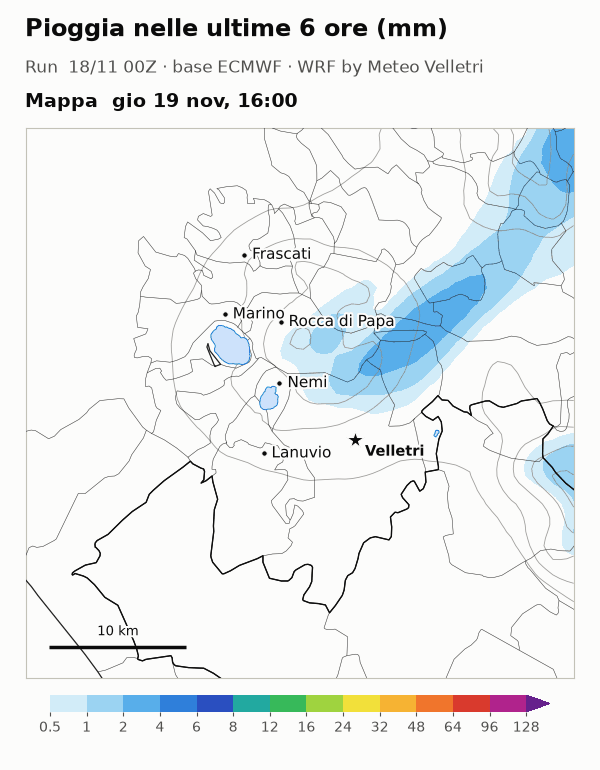 Pioggia nelle ultime 6 ore (mm)
Run  18/11 00Z · base ECMWF · WRF by Meteo Velletri
Mappa  gio 19 nov, 16:00
Frascati
Marino
Rocca di Papa
Nemi
Velletri
Lanuvio
10 km
0.5 1 2 4 6 8 12 16 24 32 48 64 96 128